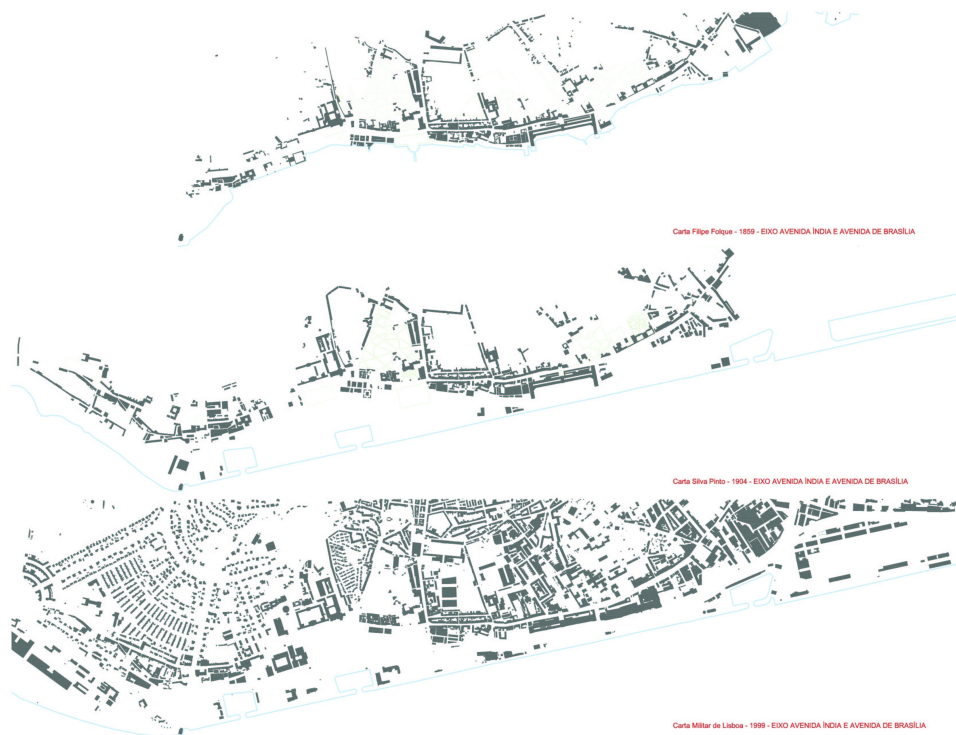 Carta Filipe Folque - 1859 - EIXO AVENIDA ÍNDIA E AVENIDA DE BRASÍLIA
Carta Silva Pinto - 1904 - EIXO AVENIDA ÍNDIA E AVENIDA DE BRASÍLIA
Carta Militar de Lisboa - 1999 - EIXO AVENIDA ÍNDIA E AVENIDA DE BRASÍLIA